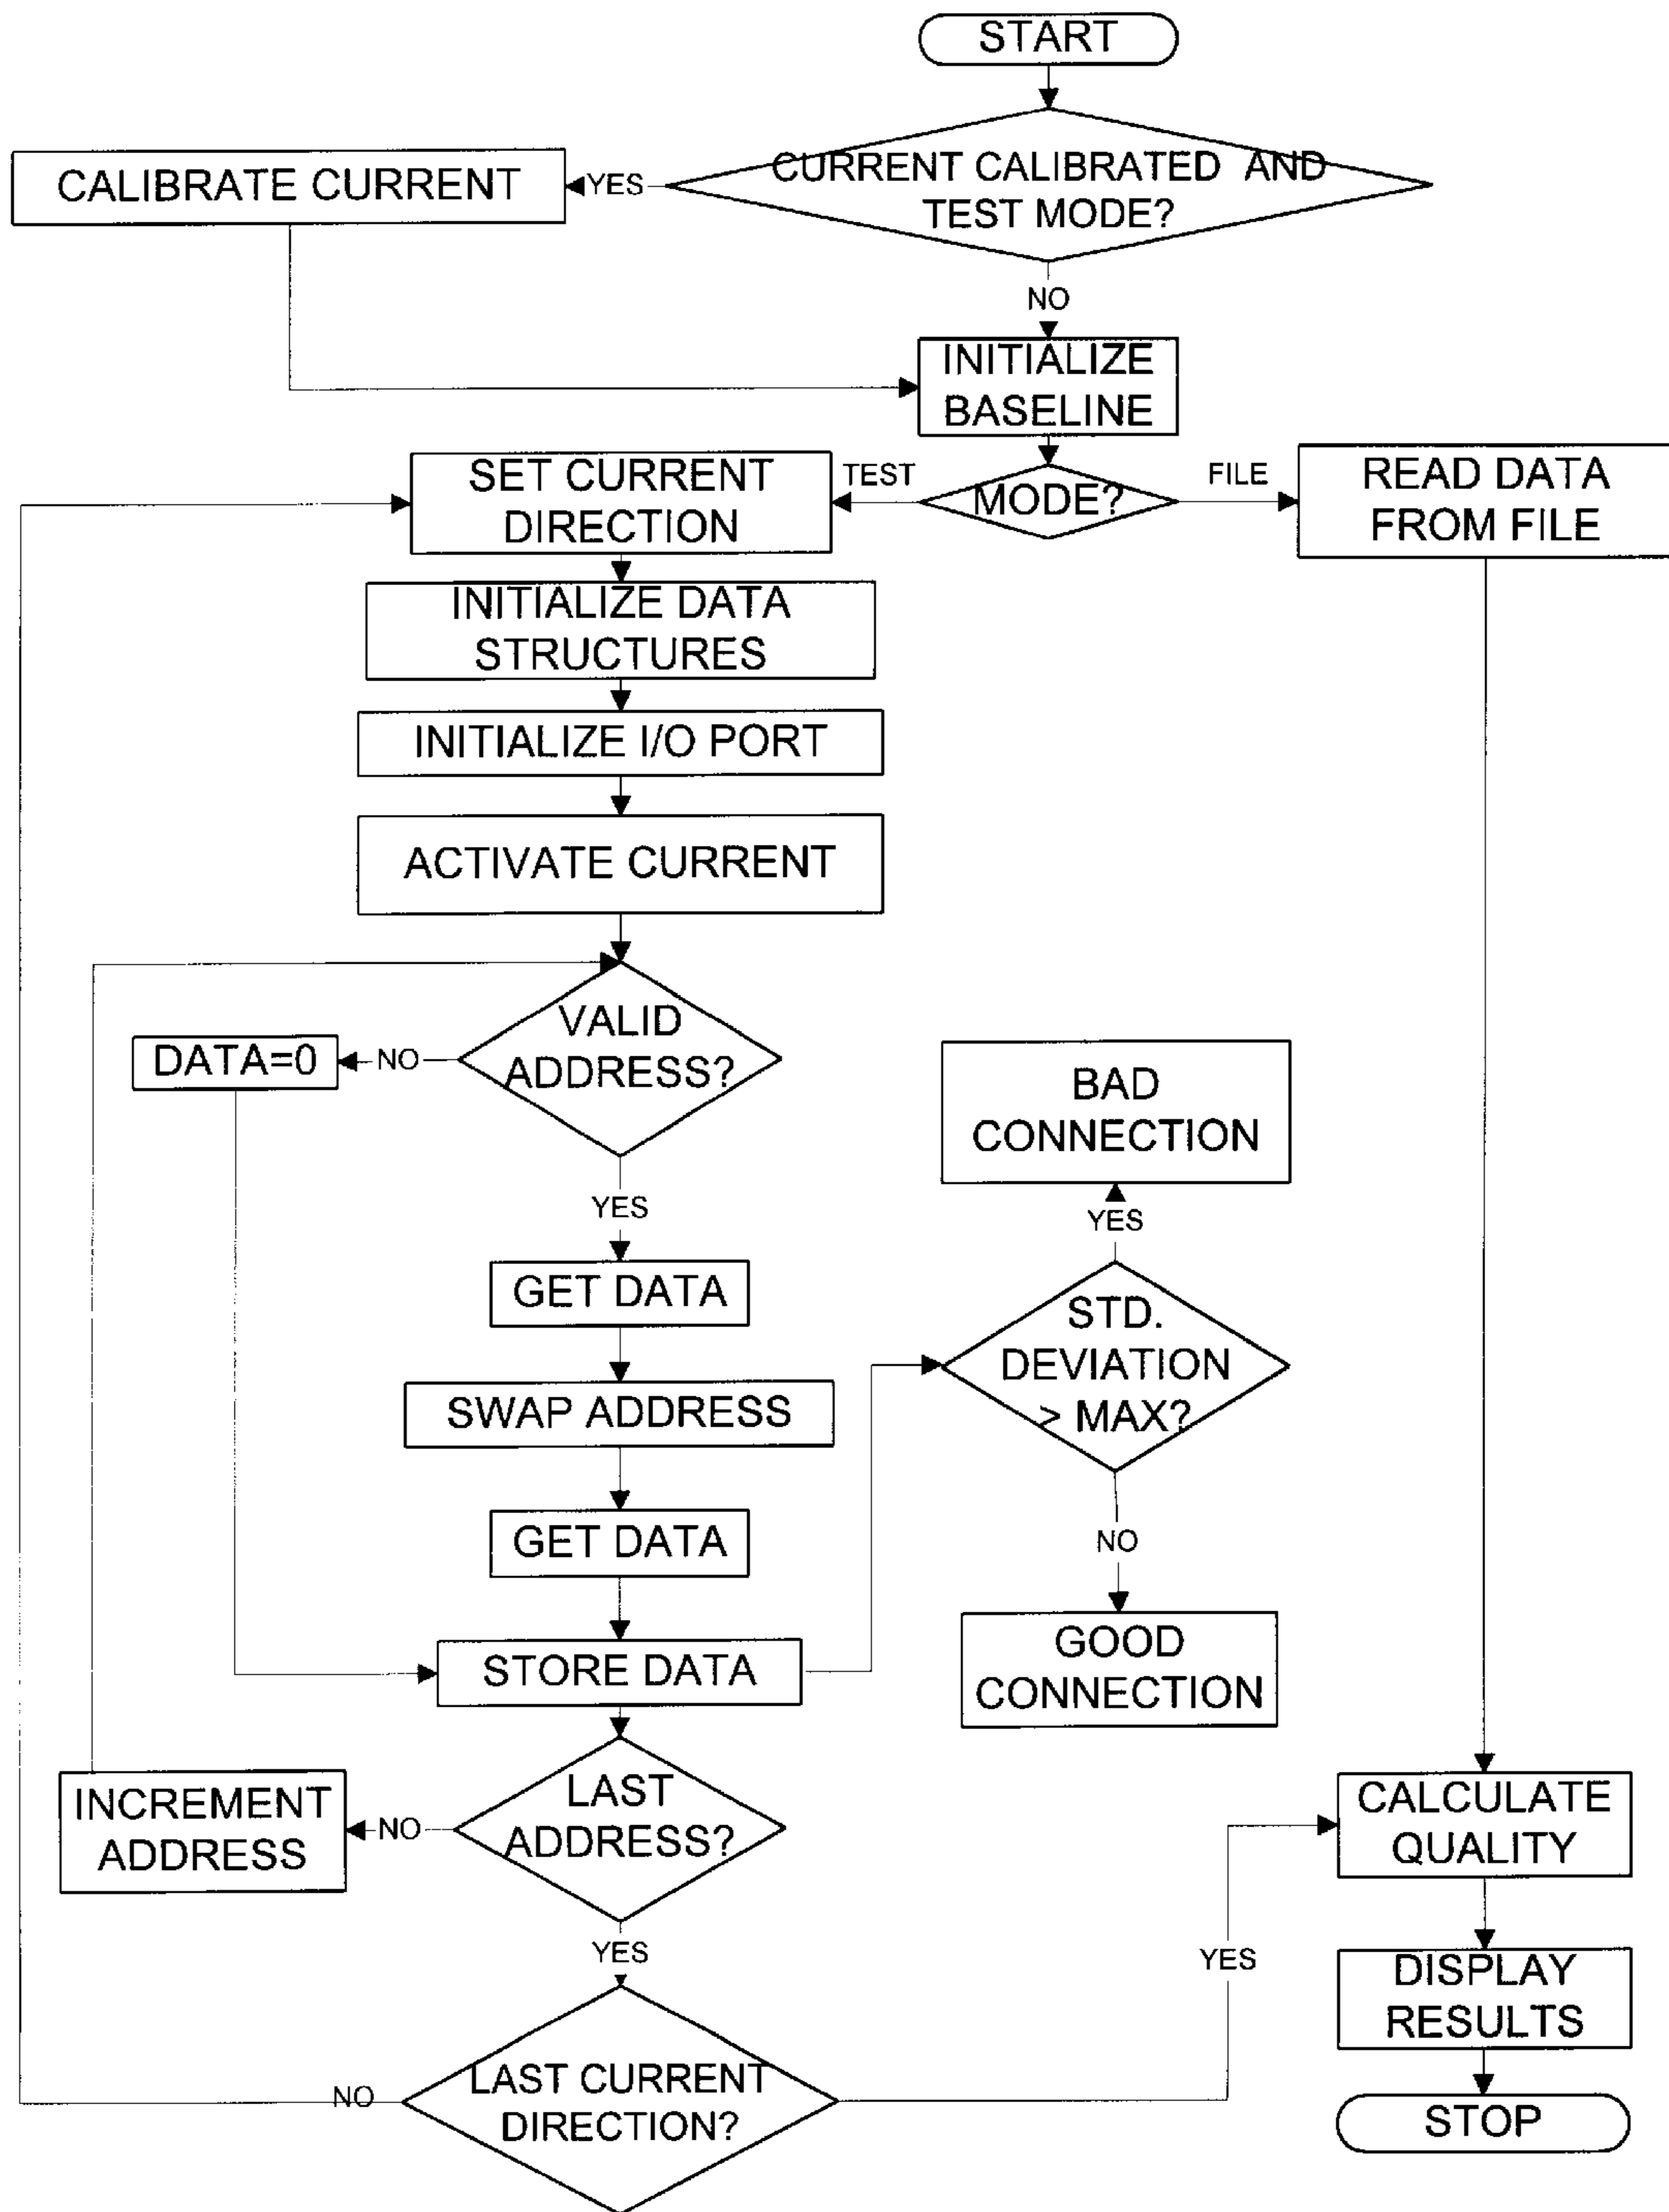 START
CURRENT CALIBRATED AND
TEST MODE?
YES
CALIBRATE CURRENT
NO
INITIALIZE
BASELINE
MODE?
TEST
FILE
SET CURRENT
DIRECTION
READ DATA
FROM FILE
INITIALIZE DATA
STRUCTURES
INITIALIZE I/O PORT
ACTIVATE CURRENT
VALID
ADDRESS?
NO
DATA=0
YES
GET DATA
SWAP ADDRESS
GET DATA
STORE DATA
BAD
CONNECTION
YES
STD.
DEVIATION
> MAX?
NO
GOOD
CONNECTION
LAST
ADDRESS?
NO
INCREMENT
ADDRESS
YES
LAST CURRENT
DIRECTION?
NO
YES
CALCULATE
QUALITY
DISPLAY
RESULTS
STOP